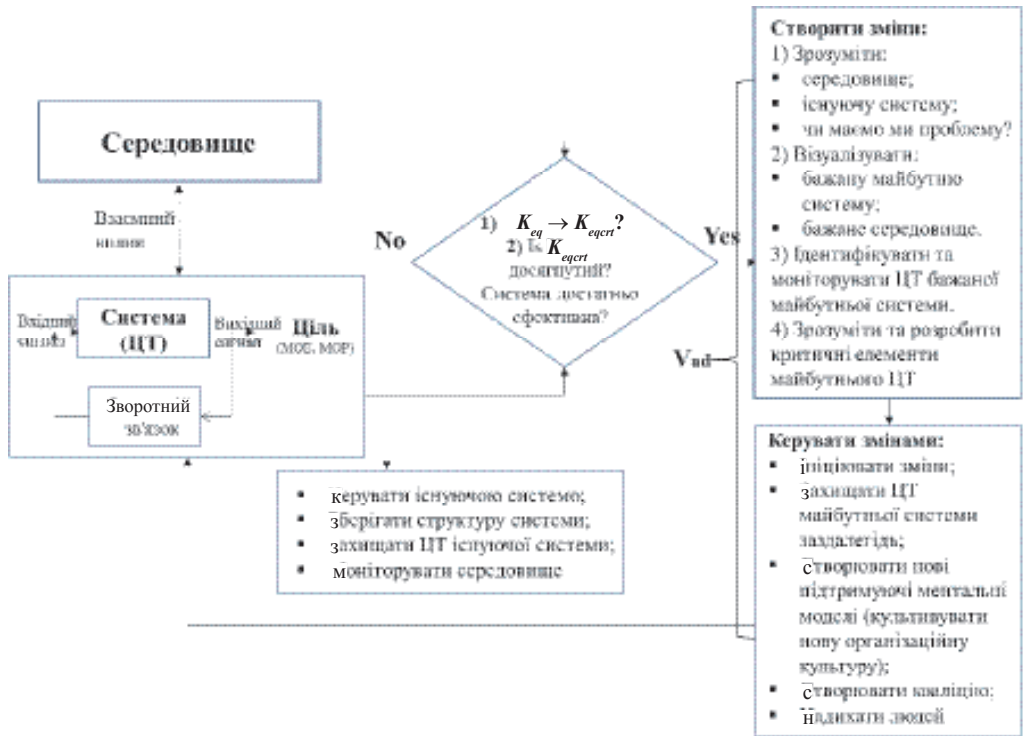 Середовище
Взаємний
вплив
Вхідний
сигнал
Система
(ЦТ)
Вихідний
сигнал
Ціль
(MOE, MOP)
Зворотний
зв'язок
No
1) K_eq → K_eqcrt?
2) Is K_eqcrt
досягнутий?
Система достатньо
ефективна?
Yes
керувати існуючою системо;
зберігати структуру системи;
захищати ЦТ існуючої системи;
моніторувати середовище
Створити зміни:
1) Зрозуміти:
▪ середовище;
▪ існуючу систему;
▪ чи маємо ми проблему?
2) Візуалізувати:
▪ бажану майбутню
систему;
▪ бажане середовище.
3) Ідентифікувати та
моніторувати ЦТ бажаної
майбутньої системи.
4) Зрозуміти та розробити
критичні елементи
майбутнього ЦТ
Керувати змінами:
▪ ініціювати зміни;
▪ захищати ЦТ
майбутньої системи
заздалегідь;
▪ створювати нові
підтримуючі ментальні
моделі (культивувати
нову організаційну
культуру);
▪ створювати коаліцію;
▪ надихати людей